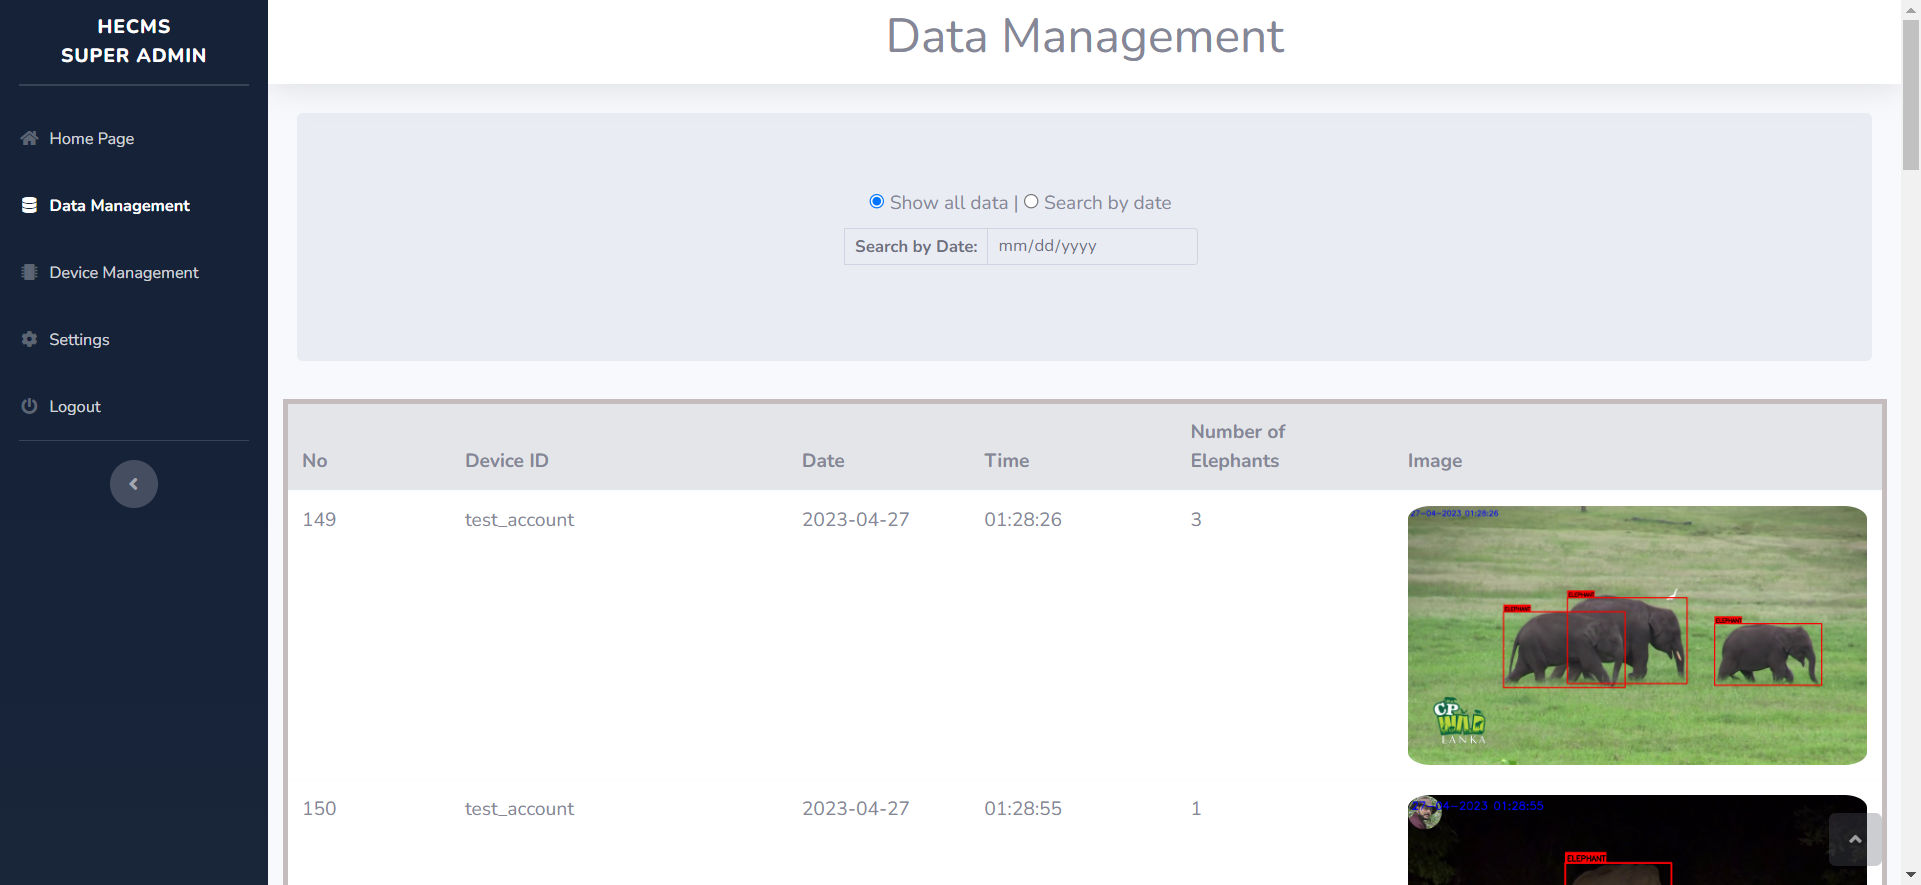 HECMS
SUPER ADMIN
Home Page
Data Management
Device Management
Settings
Logout
Data Management
Show all data | Search by date
Search by Date: mm/dd/yyyy
No Device ID Date Time Number of Elephants Image
149 test_account 2023-04-27 01:28:26 3
27-04-2023 01:28:26
ELEPHANT
ELEPHANT
ELEPHANT
CP
WILD
LANKA
150 test_account 2023-04-27 01:28:55 1
27-04-2023 01:28:55
ELEPHANT